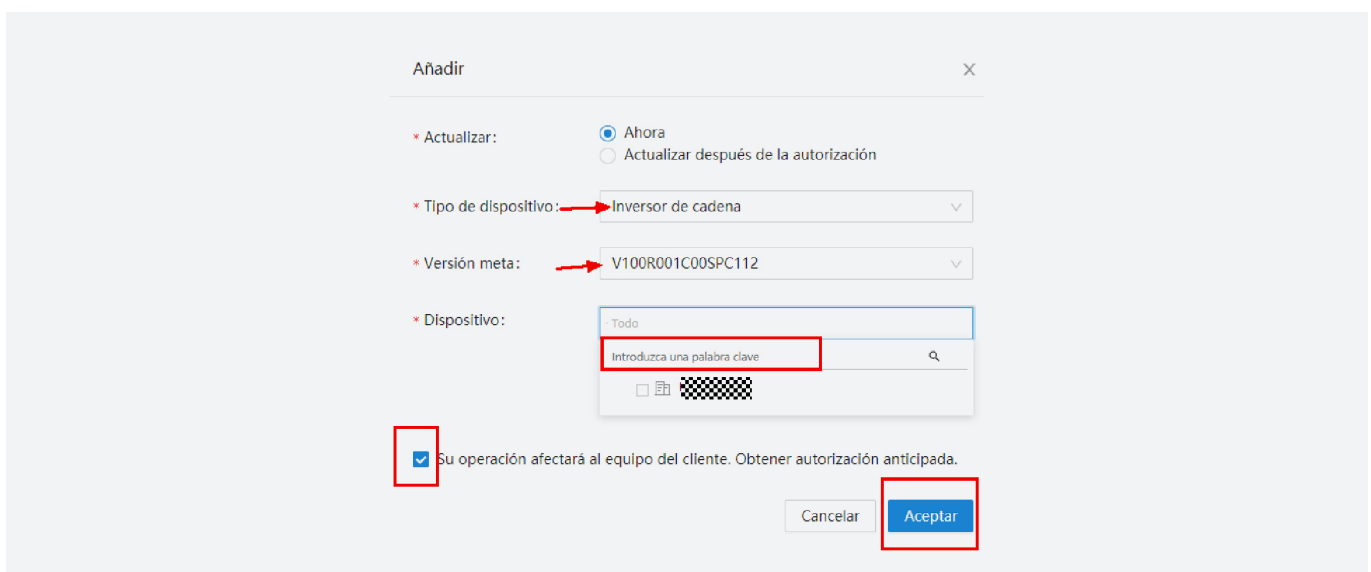 Añadir
* Actualizar:
Ahora
Actualizar después de la autorización
* Tipo de dispositivo:
Inversor de cadena
* Versión meta:
V100R001C00SPC112
* Dispositivo:
Todo
Introduzca una palabra clave
Su operación afectará al equipo del cliente. Obtener autorización anticipada.
Cancelar
Aceptar